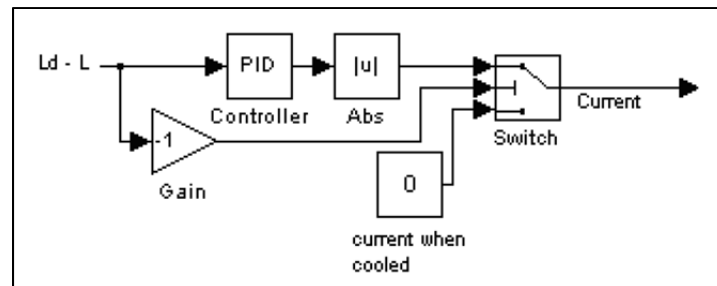 Ld - L
PID
Controller
|u|
Abs
-1
Gain
0
current when
cooled
Switch
Current